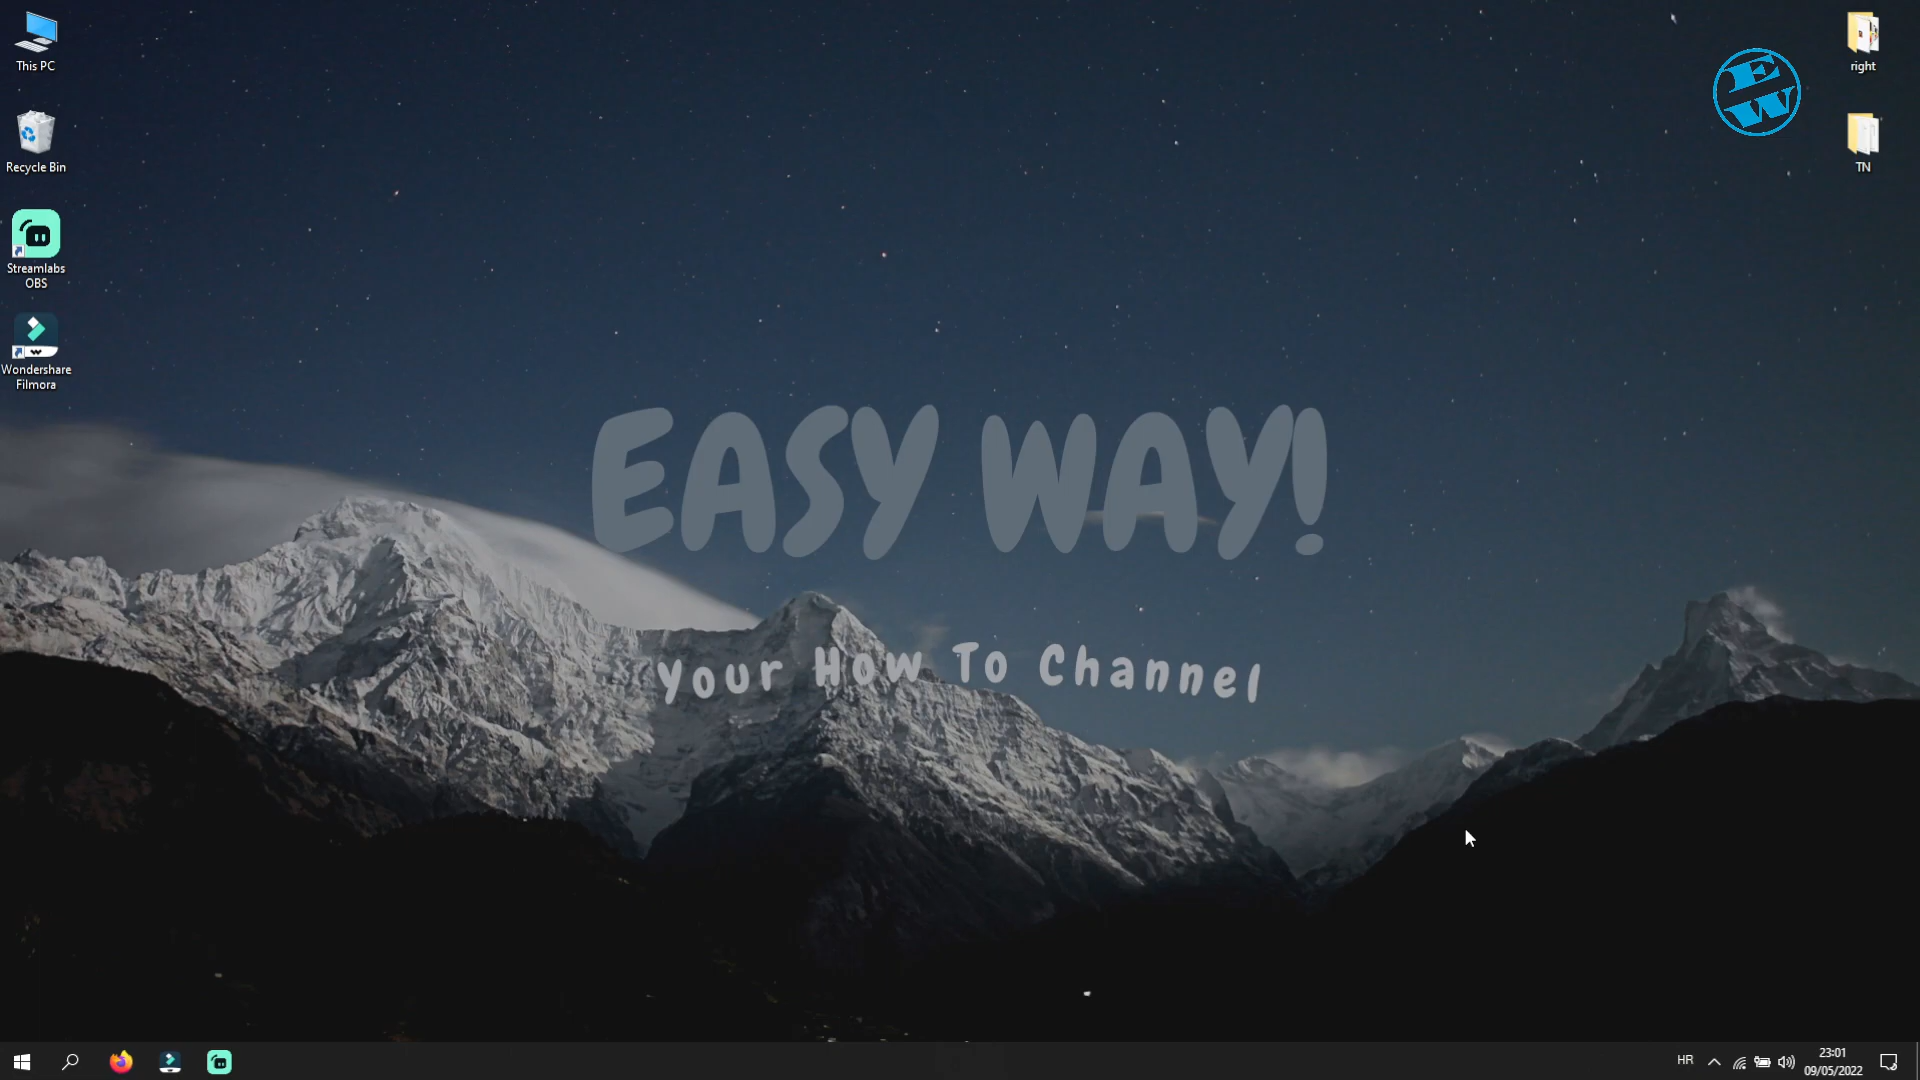 This PC
Recycle Bin
Streamlabs
OBS
Wondershare
Filmora
right
EW
TN
EASY WAY!
Your How To Channel
HR
23:01
09/05/2022